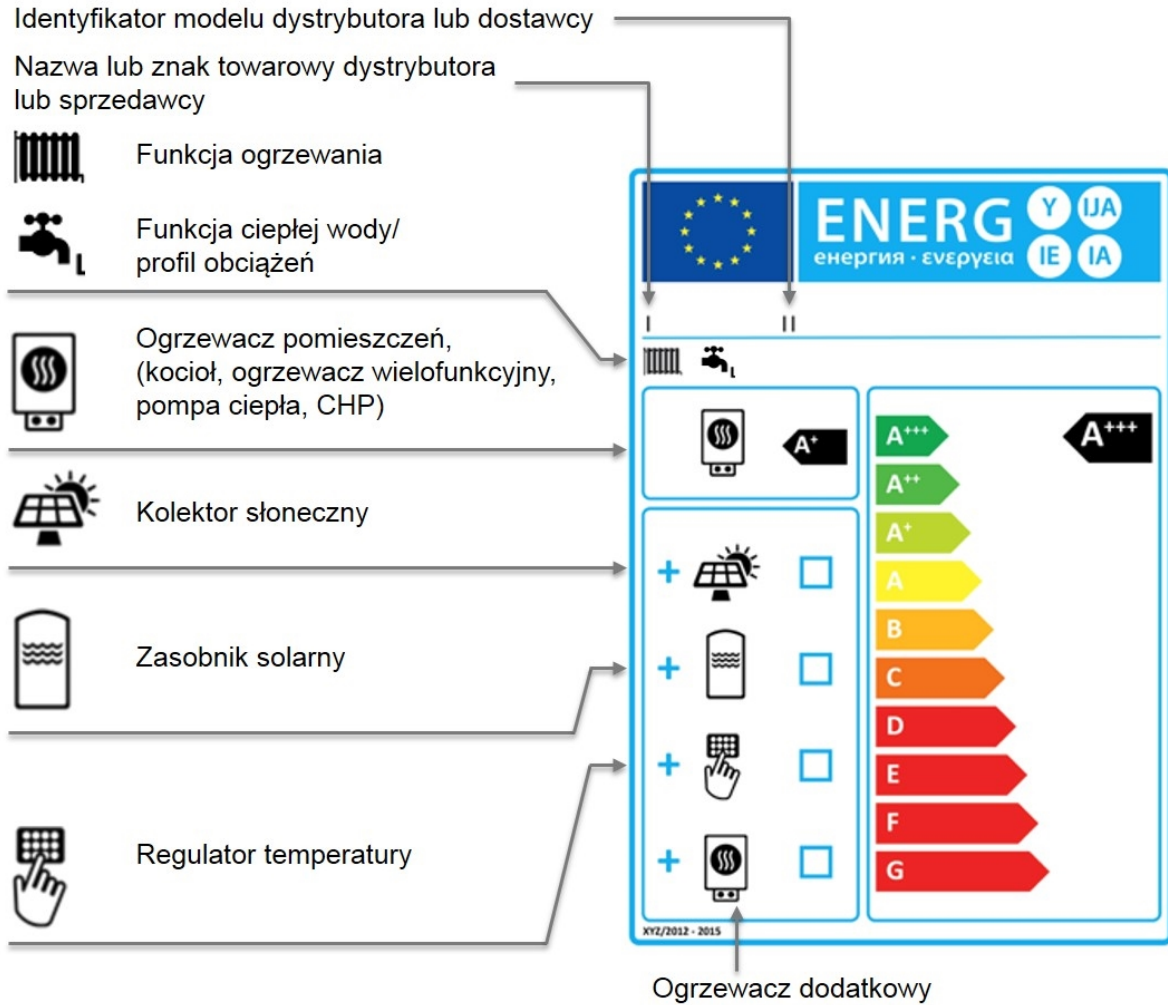 Identyfikator modelu dystrybutora lub dostawcy
Nazwa lub znak towarowy dystrybutora
lub sprzedawcy
Funkcja ogrzewania
Funkcja ciepłej wody/
profil obciążeń
Ogrzewacz pomieszczeń,
(kocioł, ogrzewacz wielofunkcyjny,
pompa ciepła, CHP)
Kolektor słoneczny
Zasobnik solarny
Regulator temperatury
ENERG Y IJA
енергия · ενεργεια IE IA
I II
A+
A+++ A+++
A++
A+
A
B
C
D
E
F
G
XYZ/2012 - 2015
Ogrzewacz dodatkowy